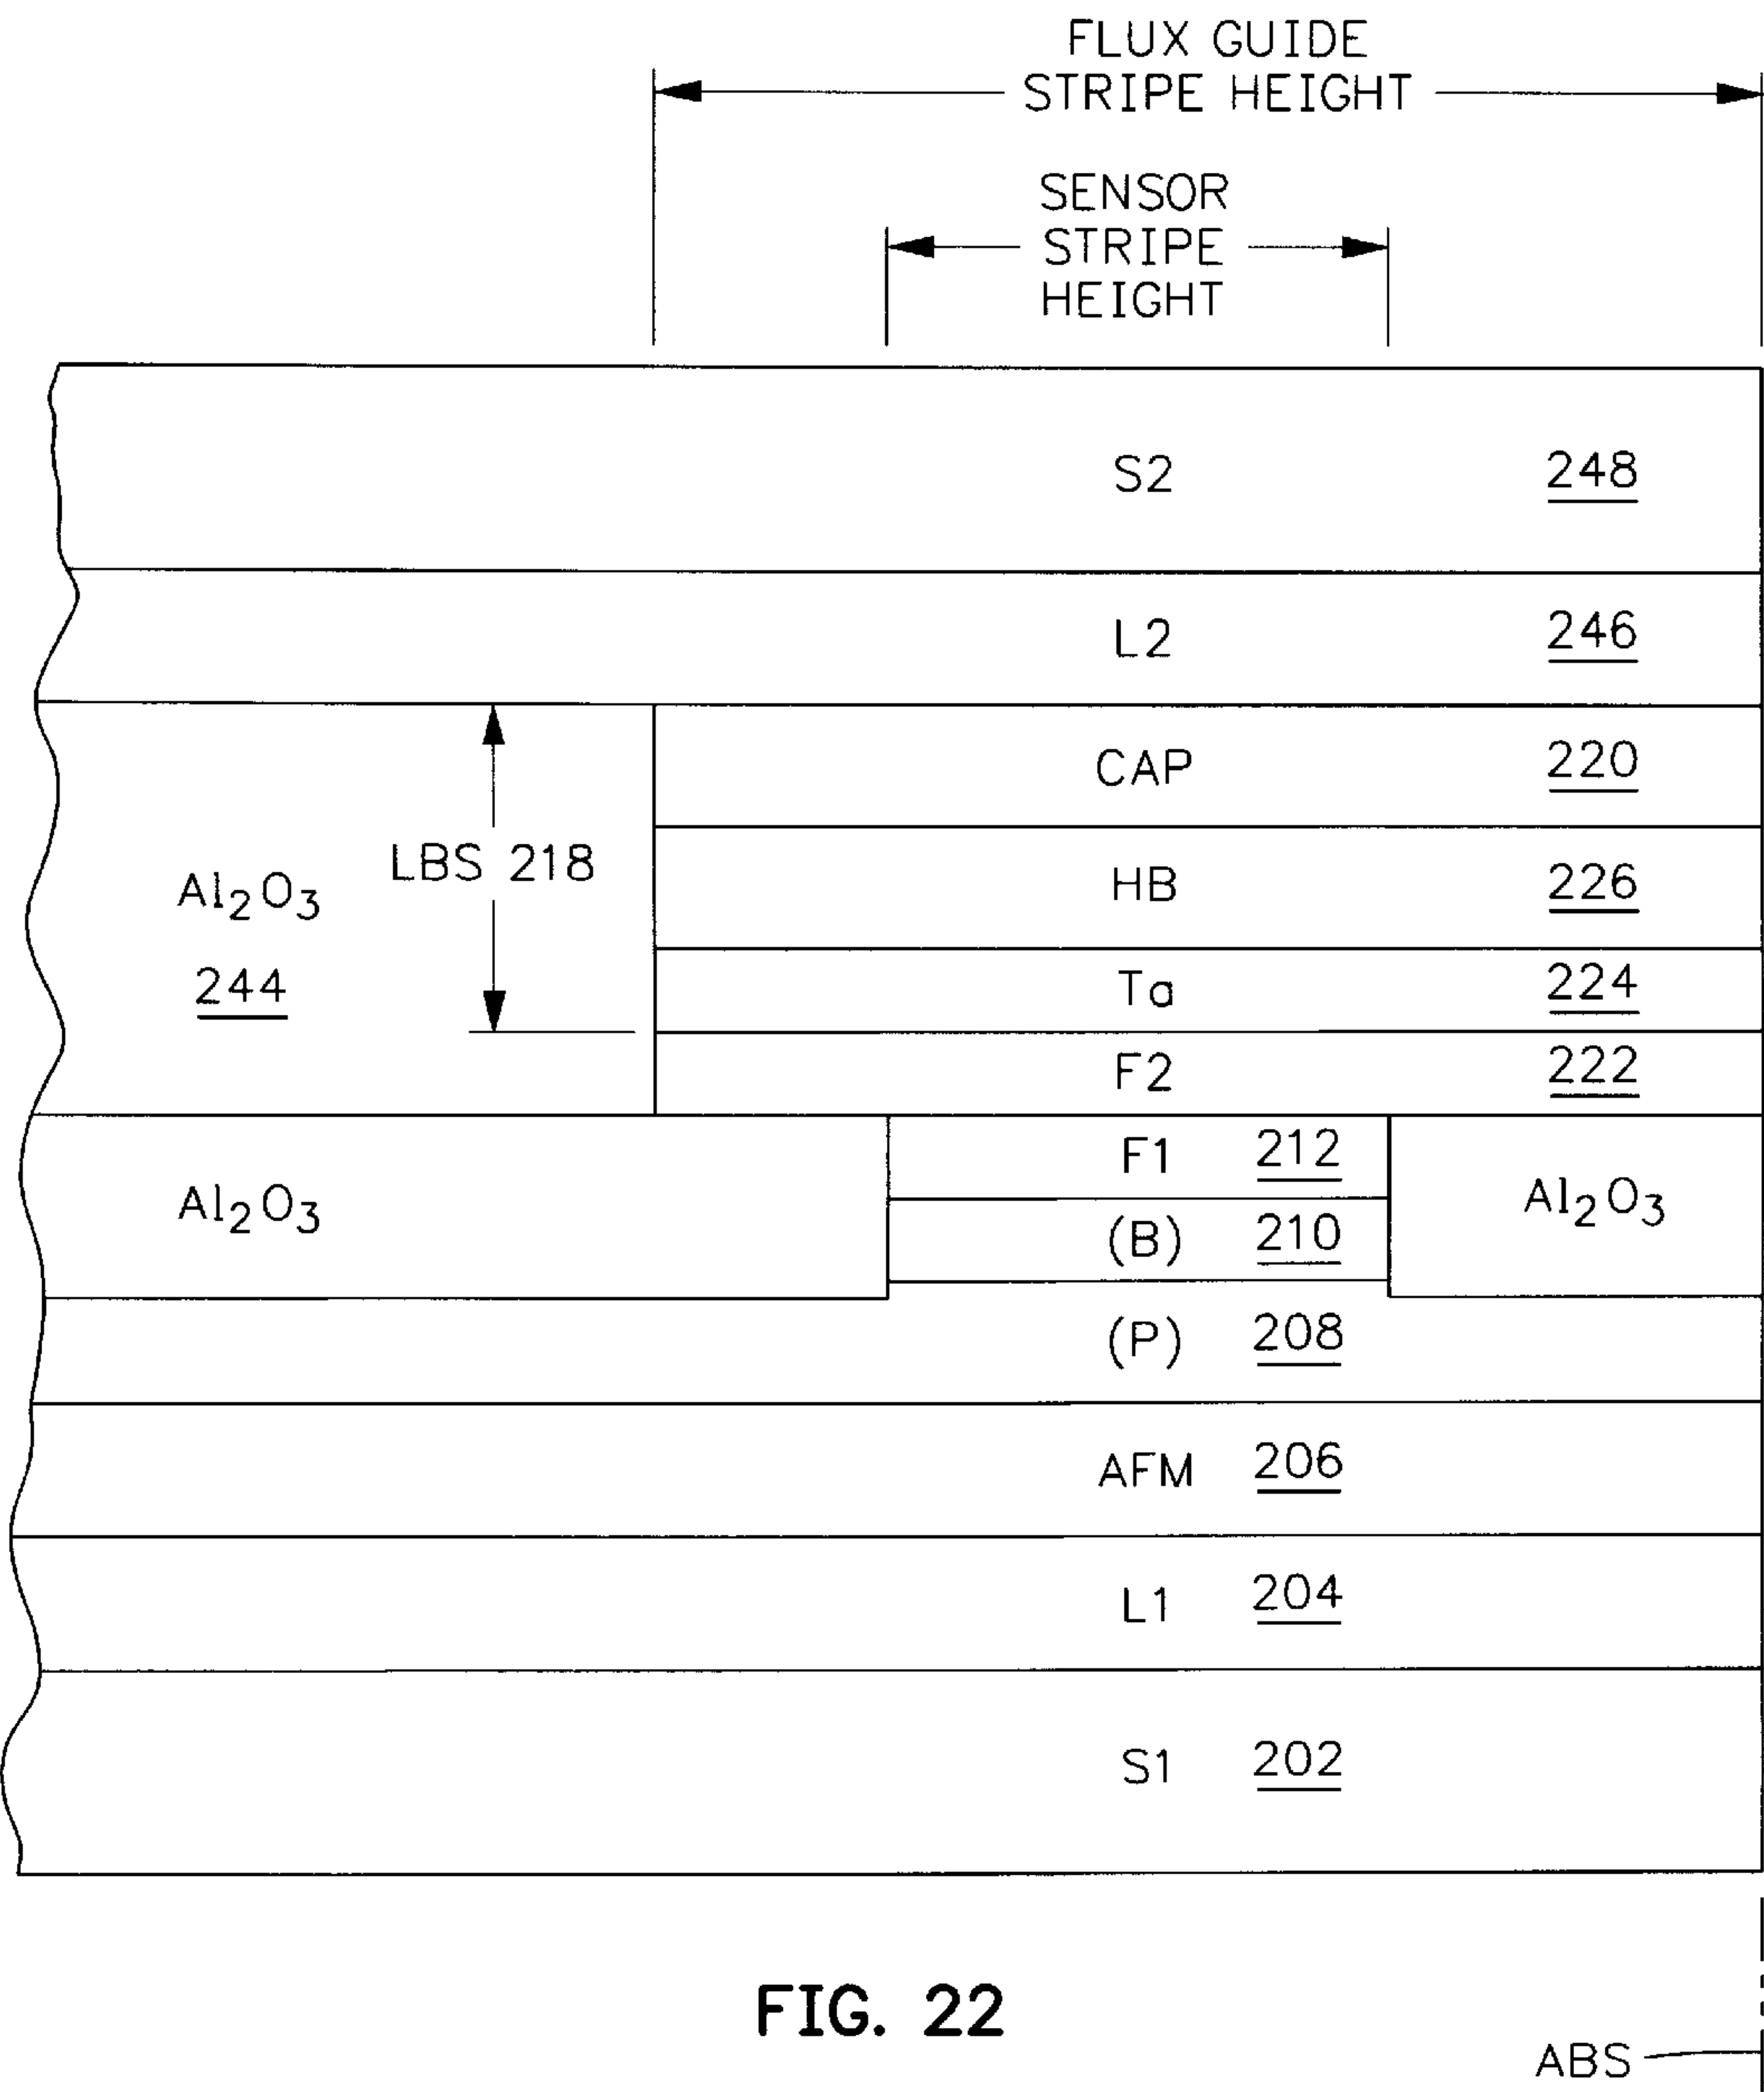 FLUX GUIDE
STRIPE HEIGHT
SENSOR
STRIPE
HEIGHT
S2 248
L2 246
CAP 220
LBS 218
Al₂O₃
HB 226
244
Ta 224
F2 222
F1 212
Al₂O₃
(B) 210
Al₂O₃
(P) 208
AFM 206
L1 204
S1 202
FIG. 22
ABS